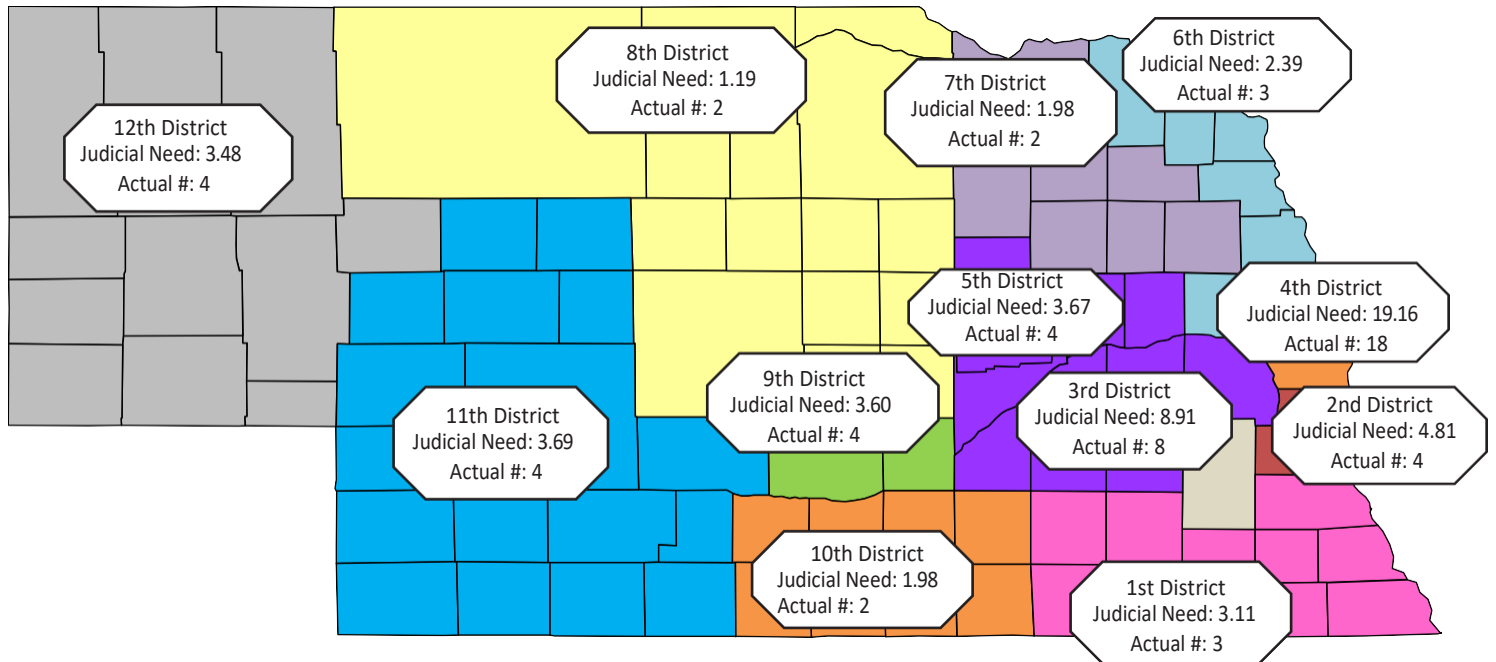 6th District
Judicial Need: 2.39
Actual #: 3
8th District
Judicial Need: 1.19
Actual #: 2
7th District
Judicial Need: 1.98
Actual #: 2
12th District
Judicial Need: 3.48
Actual #: 4
5th District
Judicial Need: 3.67
Actual #: 4
4th District
Judicial Need: 19.16
Actual #: 18
9th District
Judicial Need: 3.60
Actual #: 4
3rd District
Judicial Need: 8.91
Actual #: 8
11th District
Judicial Need: 3.69
Actual #: 4
2nd District
Judicial Need: 4.81
Actual #: 4
10th District
Judicial Need: 1.98
Actual #: 2
1st District
Judicial Need: 3.11
Actual #: 3